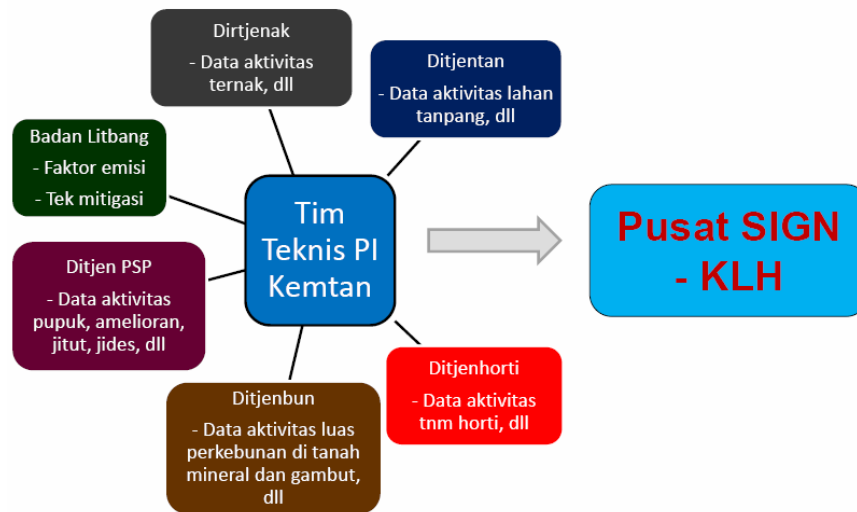 Dirtjenak
- Data aktivitas
ternak, dll
Ditjentan
- Data aktivitas lahan
tanpang, dll
Badan Litbang
- Faktor emisi
- Tek mitigasi
Tim
Teknis PI
Kemtan
Pusat SIGN
- KLH
Ditjen PSP
- Data aktivitas
pupuk, amelioran,
jitut, jides, dll
Ditjenhorti
- Data aktivitas
tnm horti, dll
Ditjenbun
- Data aktivitas luas
perkebunan di tanah
mineral dan gambut,
dll